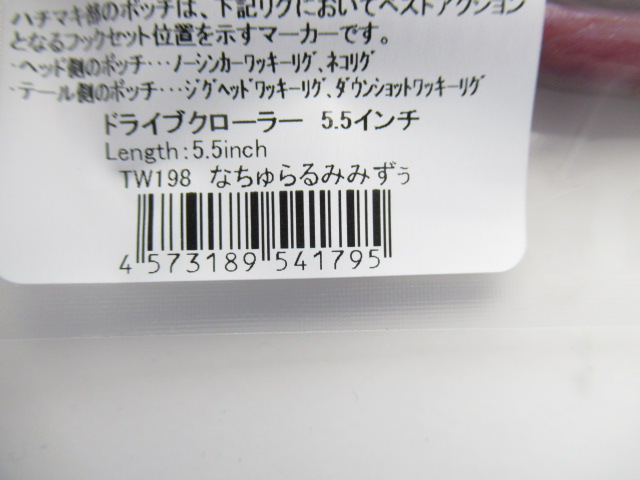 ハチマキ部のポッチは、下記リグにおいてベストアクション
となるフックセット位置を示すマーカーです。
・ヘッド側のポッチ・・・ノーシンカーワッキーリグ、ネコリグ
・テール側のポッチ・・・ジグヘッドワッキーリグ、ダウンショットワッキーリグ
ドライブクローラー 5.5インチ
Length:5.5inch
TW198 なちゅらるみみずぅ
4 573189 541795